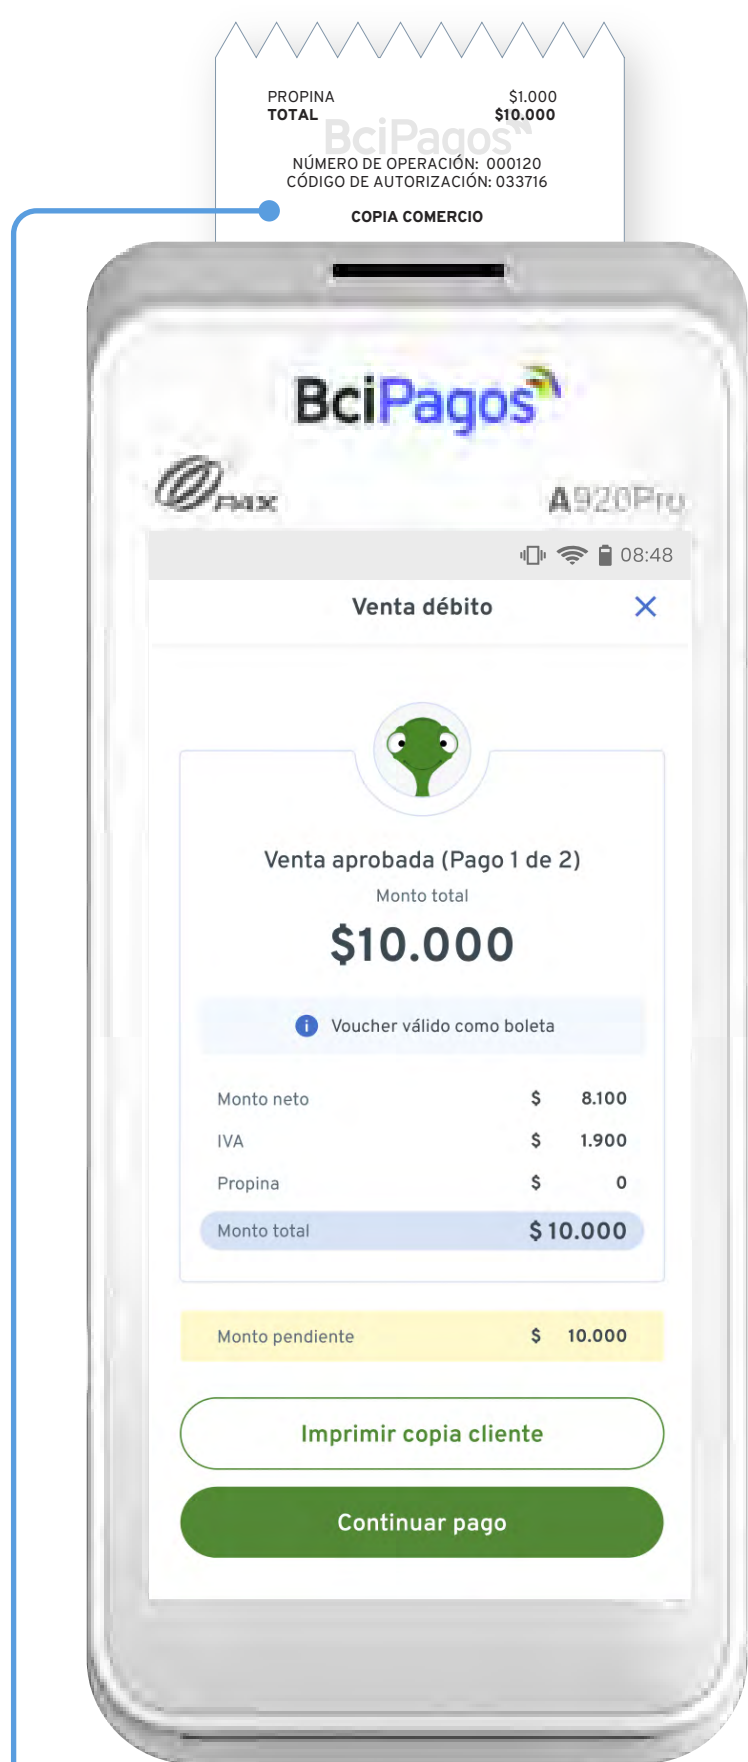 PROPINA $1.000
TOTAL $10.000
BciPagos
NÚMERO DE OPERACIÓN: 000120
CÓDIGO DE AUTORIZACIÓN: 033716
COPIA COMERCIO
BciPagos
PAX A920Pro
08:48
Venta débito
Venta aprobada (Pago 1 de 2)
Monto total
$10.000
i Voucher válido como boleta
Monto neto $ 8.100
IVA $ 1.900
Propina $ 0
Monto total $10.000
Monto pendiente $ 10.000
Imprimir copia cliente
Continuar pago